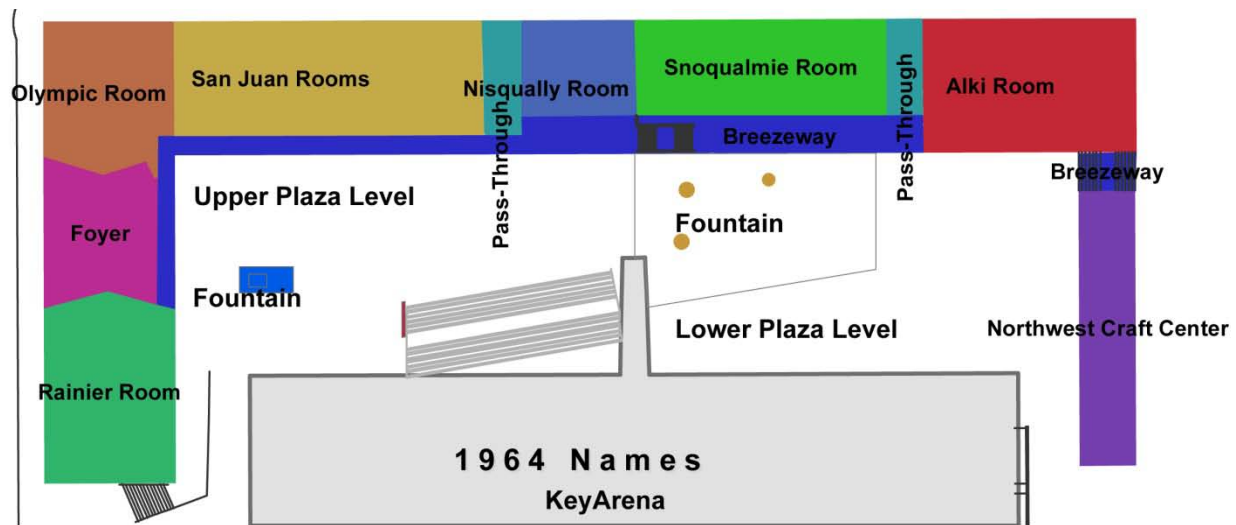 Olympic Room
San Juan Rooms
Nisqually Room
Snoqualmie Room
Alki Room
Pass-Through
Breezeway
Pass-Through
Breezeway
Upper Plaza Level
Fountain
Foyer
Fountain
Lower Plaza Level
Northwest Craft Center
Rainier Room
1964 Names
KeyArena